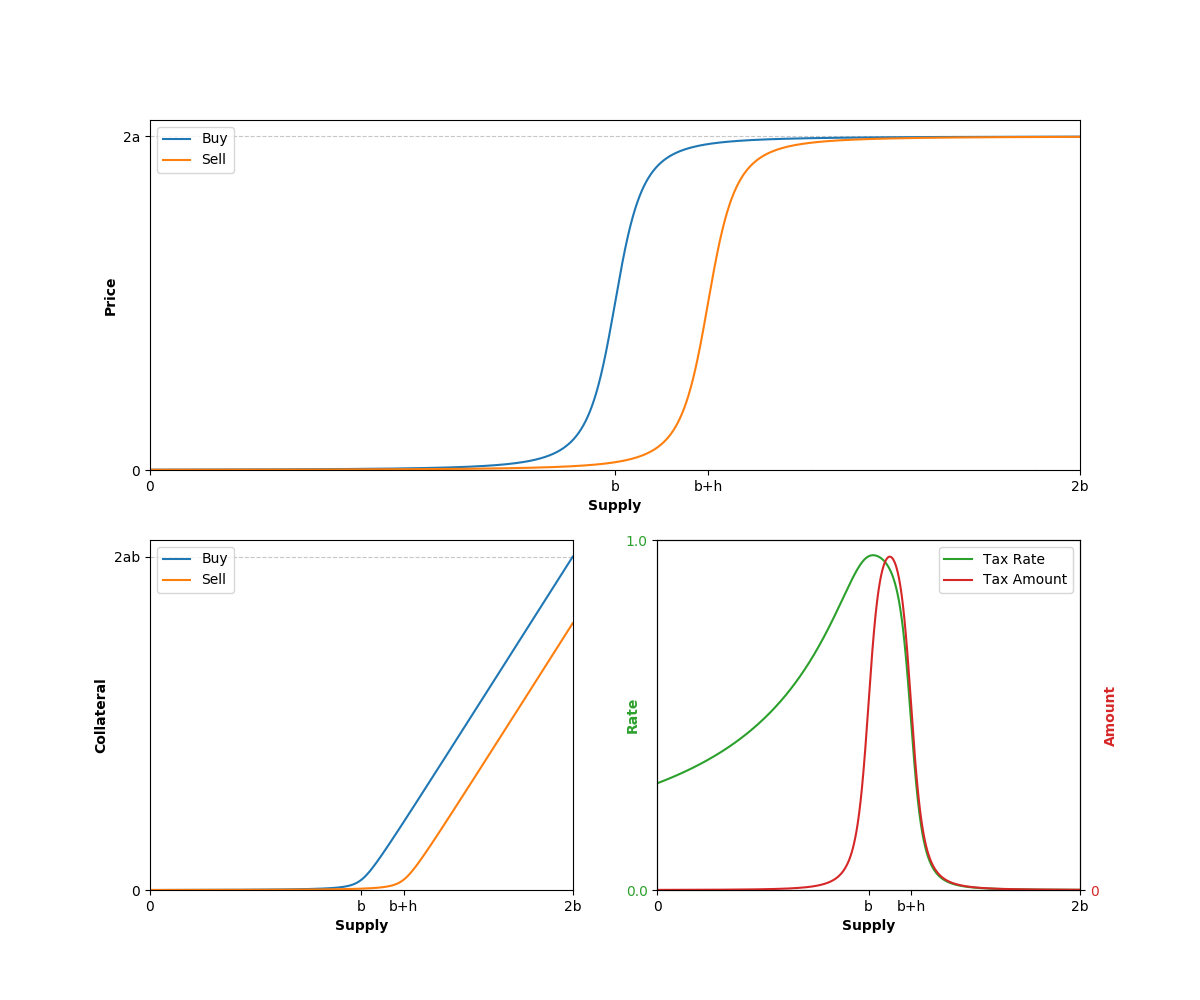 2a
Buy
Sell
Price
0
0
b
b+h
2b
Supply
2ab
Buy
Sell
Collateral
0
0
b
b+h
2b
Supply
1.0
Tax Rate
Tax Amount
Rate
Amount
0.0
0
0
b
b+h
2b
Supply